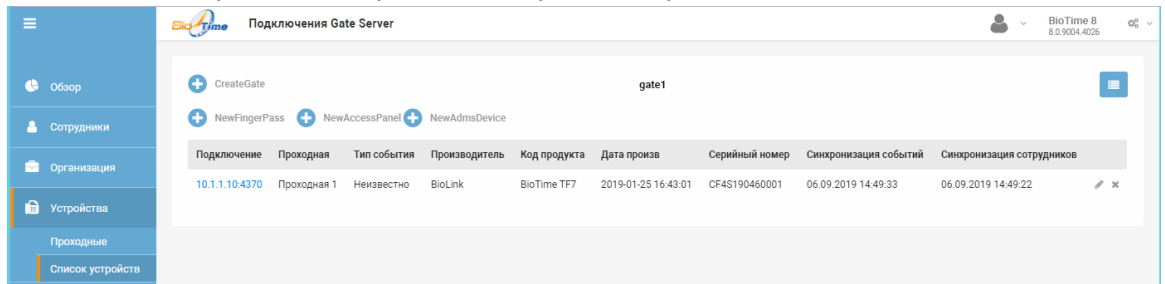 BioTime
Подключения Gate Server
BioTime 8
8.0.9004.4026
Обзор
Сотрудники
Организация
Устройства
Проходные
Список устройств
CreateGate
gate1
NewFingerPass NewAccessPanel NewAdmsDevice
Подключение Проходная Тип события Производитель Код продукта Дата произв Серийный номер Синхронизация событий Синхронизация сотрудников
10.1.1.10:4370 Проходная 1 Неизвестно BioLink BioTime TF7 2019-01-25 16:43:01 CF4S190460001 06.09.2019 14:49:33 06.09.2019 14:49:22